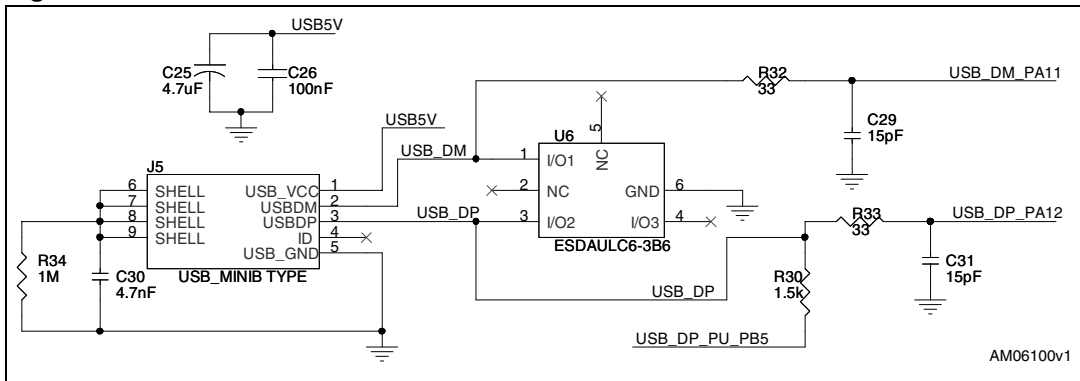 USB5V
C25
4.7uF
C26
100nF
R32
33
USB_DM_PA11
C29
15pF
USB5V
U6
5
NC
USB_DM
1
I/O1
2
NC
GND
6
USB_DP
3
I/O2
I/O3
4
ESDAULC6-3B6
J5
6
SHELL
USB_VCC
1
7
SHELL
USBDM
2
8
SHELL
USBDP
3
9
SHELL
ID
4
USB_GND
5
USB_MINIB TYPE
R33
33
USB_DP_PA12
C31
15pF
R34
1M
C30
4.7nF
USB_DP
R30
1.5k
USB_DP_PU_PB5
AM06100v1